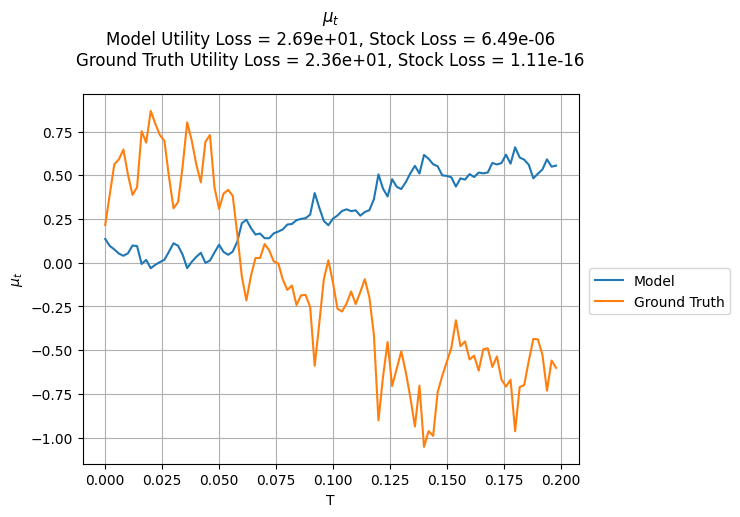 μₜ
Model Utility Loss = 2.69e+01, Stock Loss = 6.49e-06
Ground Truth Utility Loss = 2.36e+01, Stock Loss = 1.11e-16
μₜ
0.75
0.50
0.25
0.00
−0.25
−0.50
−0.75
−1.00
0.000 0.025 0.050 0.075 0.100 0.125 0.150 0.175 0.200
T
Model
Ground Truth